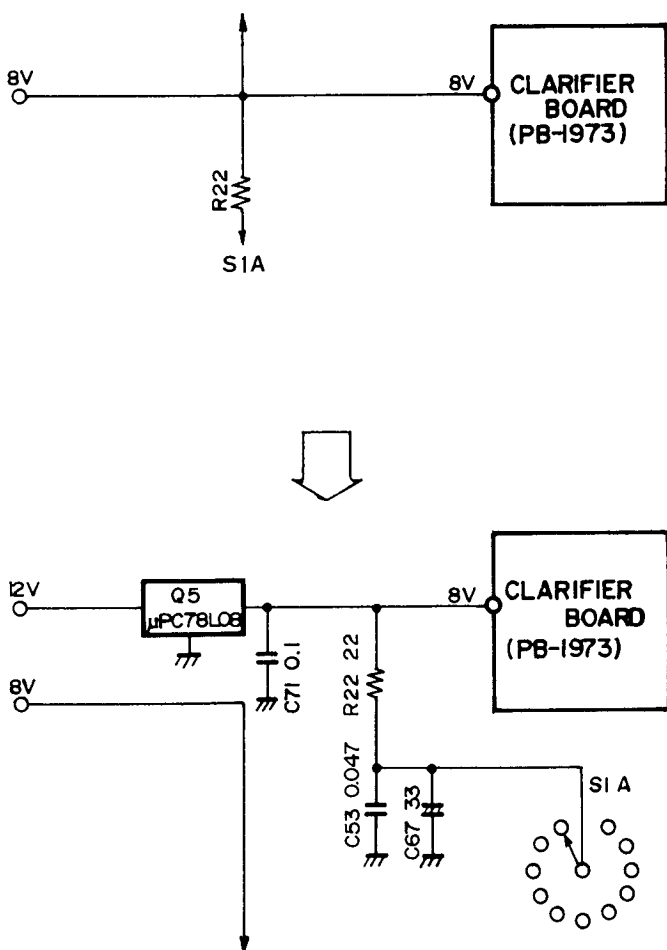 8V
8V
CLARIFIER
BOARD
(PB-1973)
R22
S1A
12V
Q5
µPC78L08
8V
CLARIFIER
BOARD
(PB-1973)
C71 0.1
R22 22
8V
C53 0.047
C67 33
S1A